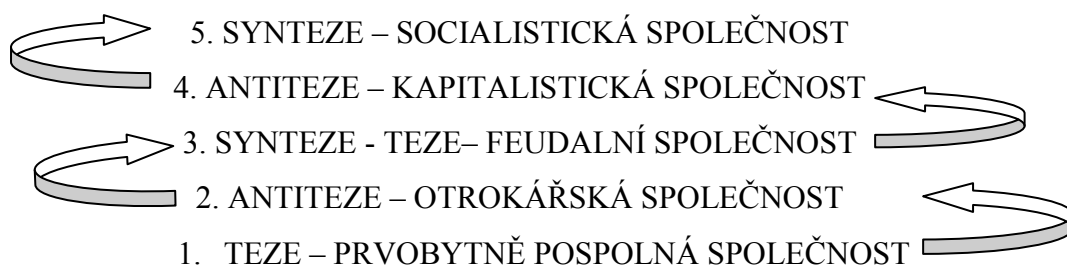 5. SYNTEZE – SOCIALISTICKÁ SPOLEČNOST
4. ANTITEZE – KAPITALISTICKÁ SPOLEČNOST
3. SYNTEZE - TEZE– FEUDALNÍ SPOLEČNOST
2. ANTITEZE – OTROKÁŘSKÁ SPOLEČNOST
1. TEZE – PRVOBYTNĚ POSPOLNÁ SPOLEČNOST